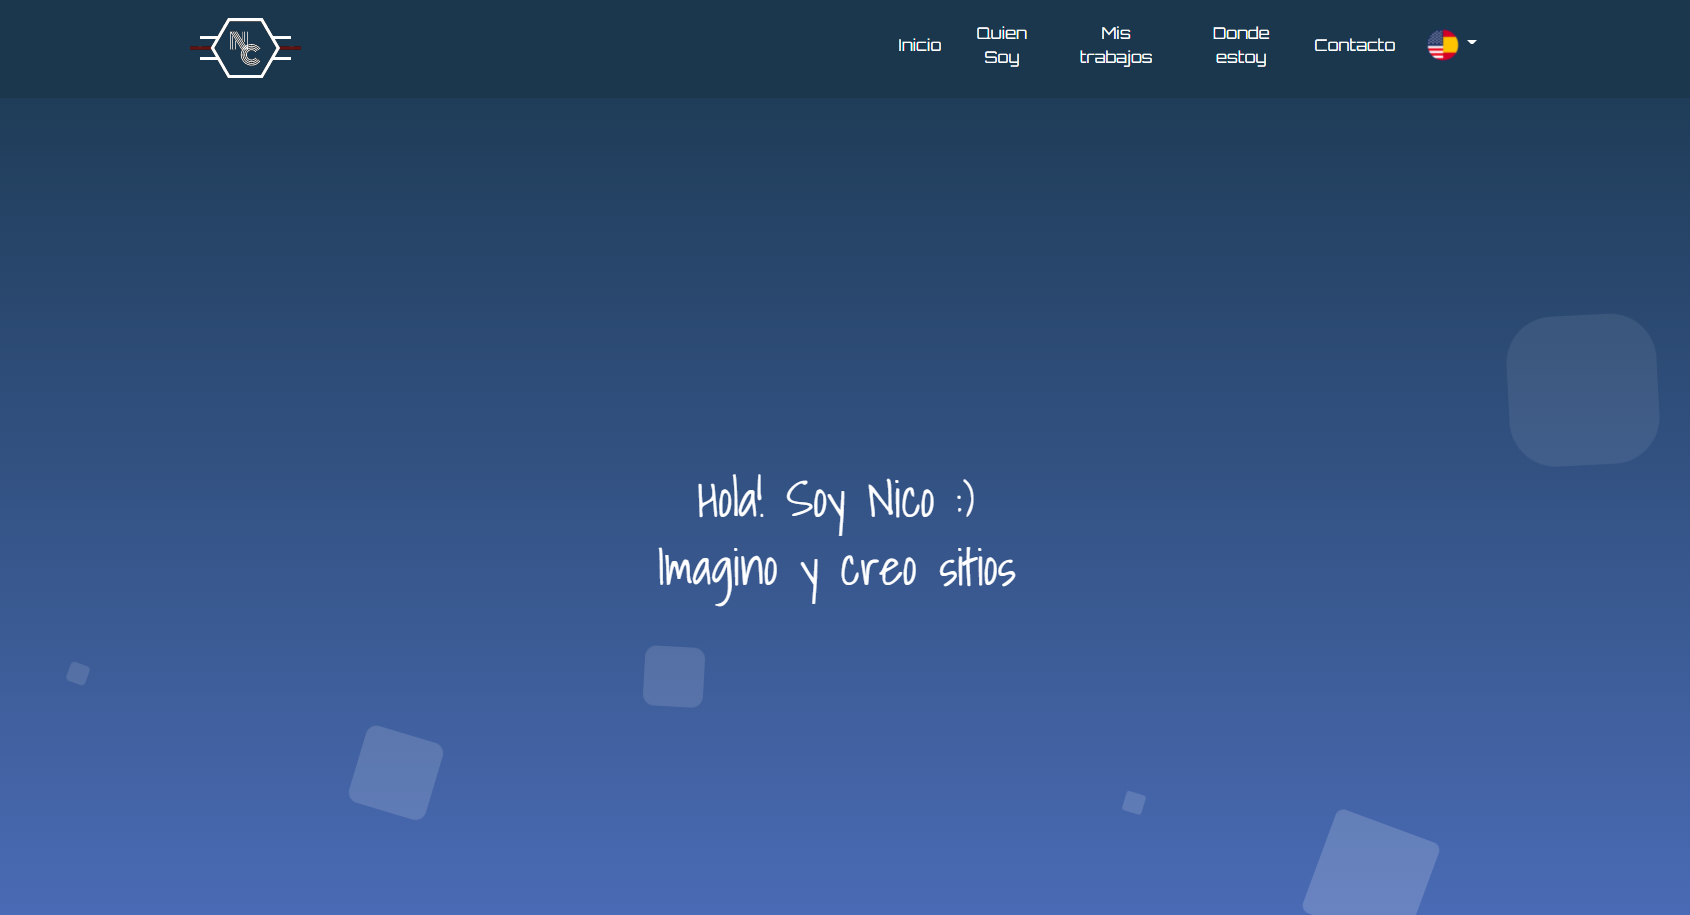 NC
Inicio
Quien
Soy
Mis
trabajos
Donde
estoy
Contacto
Hola! Soy Nico :)
Imagino y creo sitios